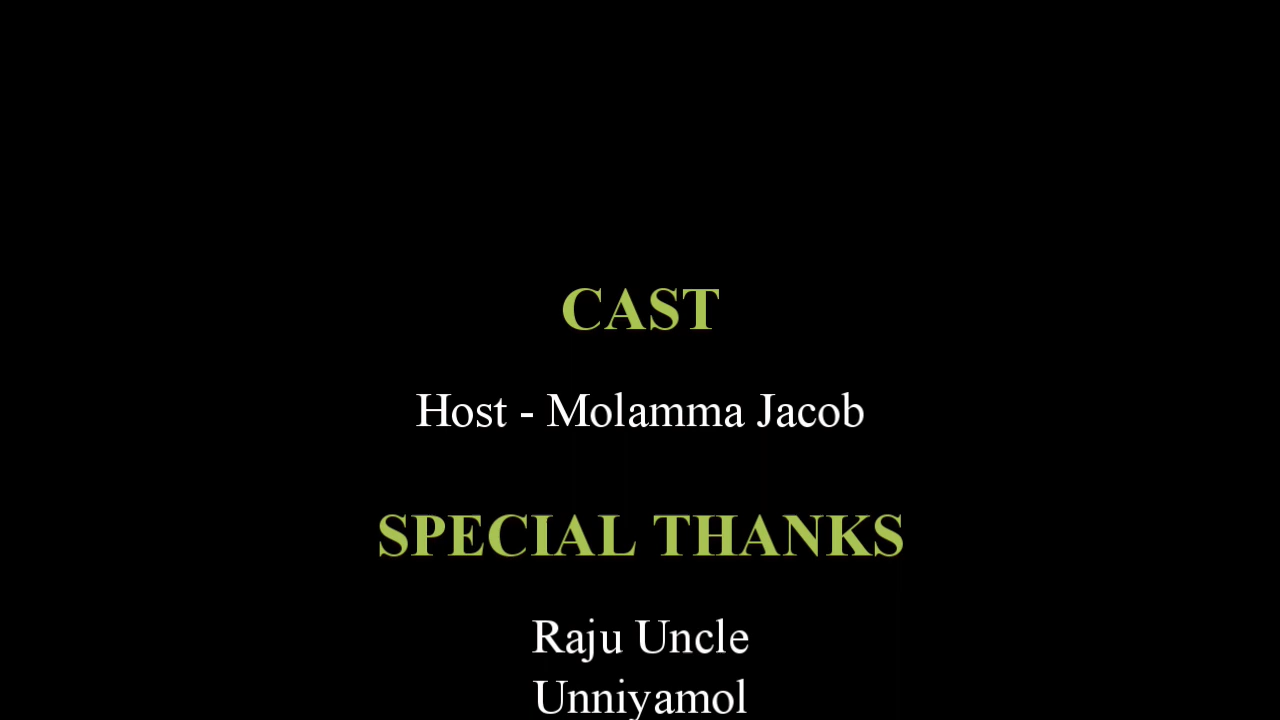 CAST
Host - Molamma Jacob
SPECIAL THANKS
Raju Uncle
Unniyamol